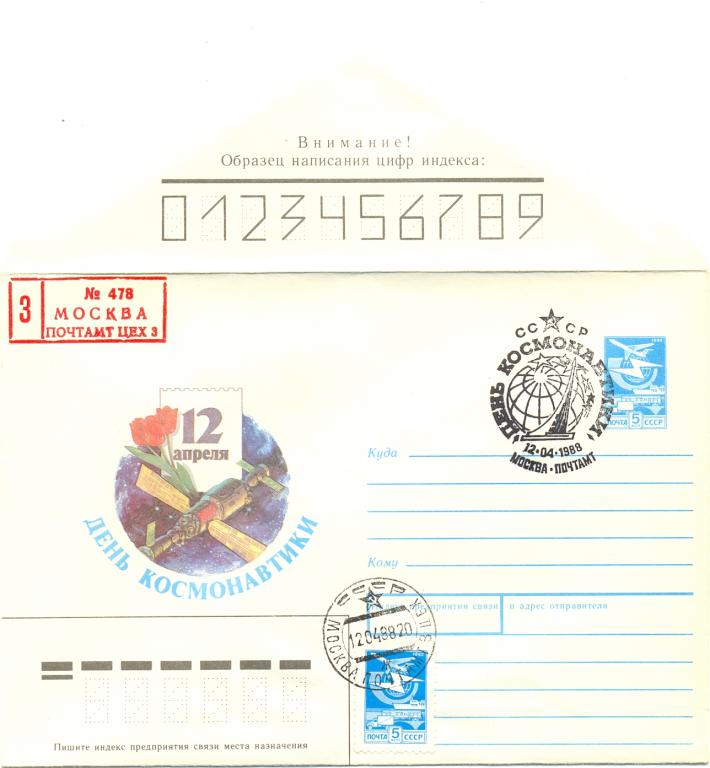 Внимание!
Образец написания цифр индекса:
0123456789
3
№ 478
МОСКВА
ПОЧТАМТ ЦЕХ 3
СССР
ДЕНЬ КОСМОНАВТИКИ
12·04·1988
МОСКВА·ПОЧТАМТ
5
ПОЧТА СССР
12
апреля
ДЕНЬ КОСМОНАВТИКИ
Куда
Кому
СССР
предприятия связи и адрес отправителя
12048820
МОСКВА
ПОЧТА 5 СССР
Пишите индекс предприятия связи места назначения